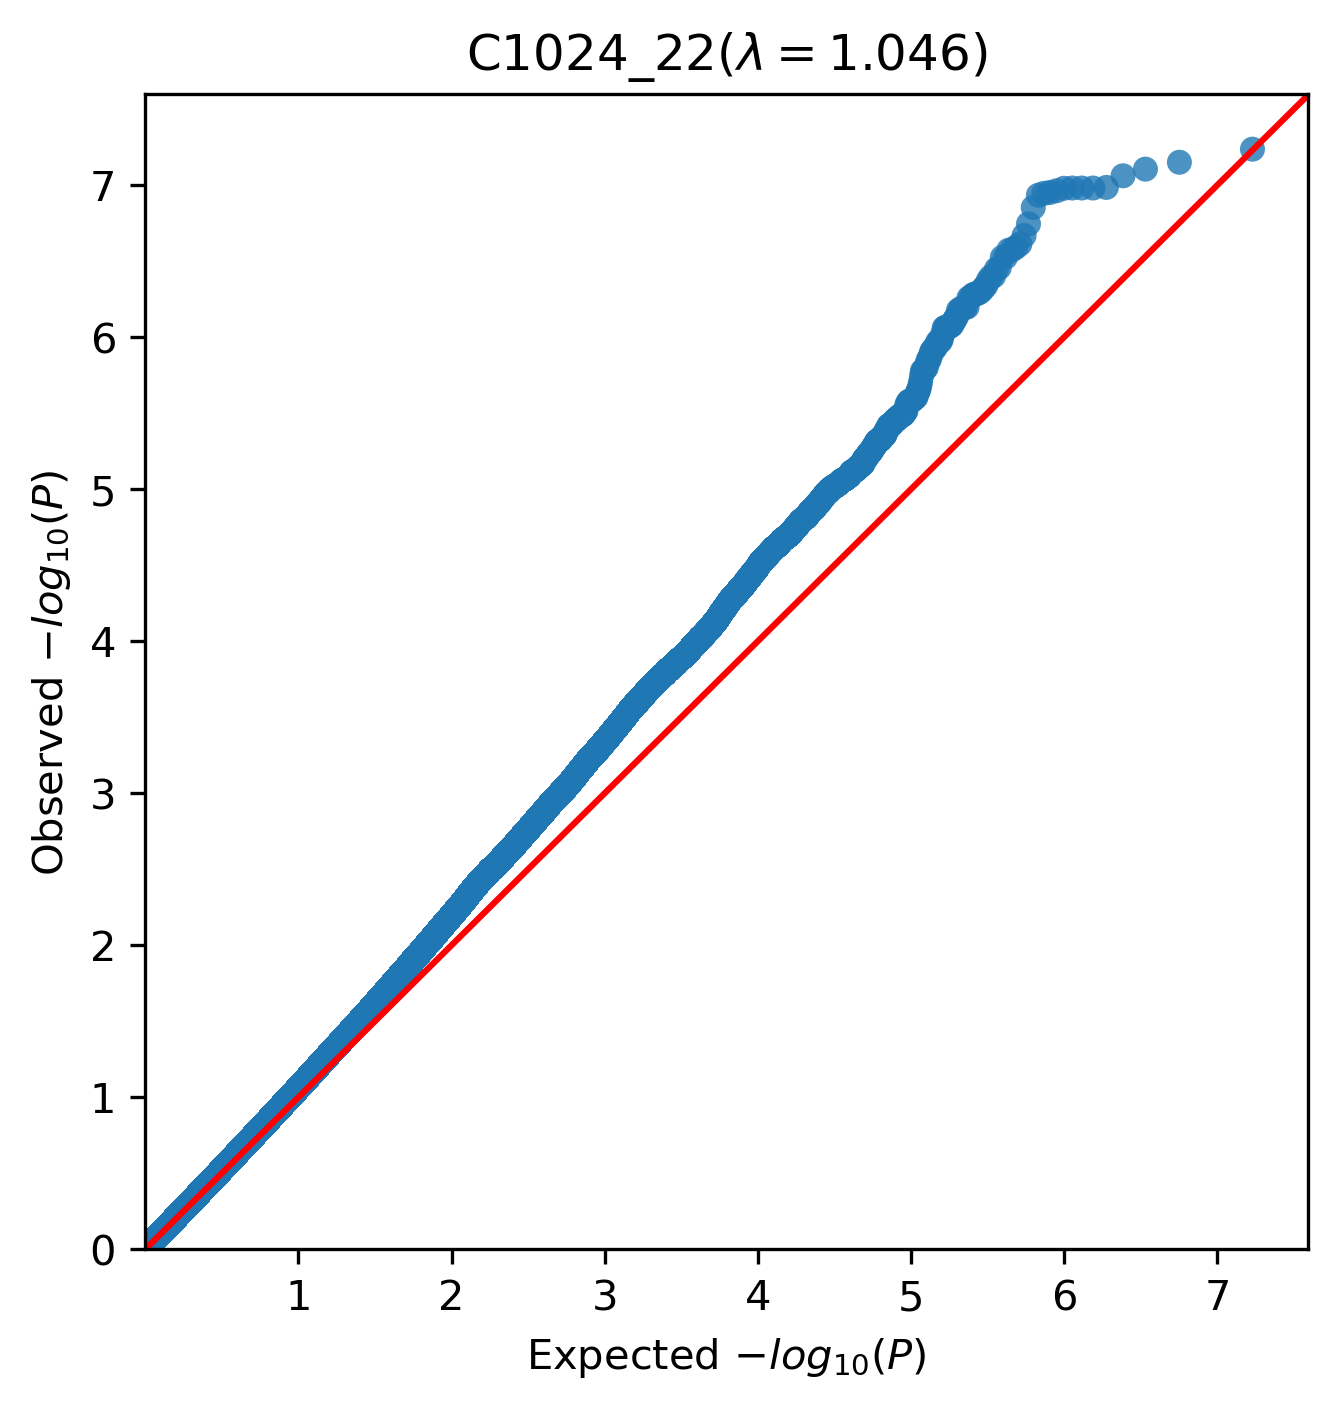 C1024_22(λ = 1.046)
Observed −log₁₀(P)
7
6
5
4
3
2
1
0
1 2 3 4 5 6 7
Expected −log₁₀(P)